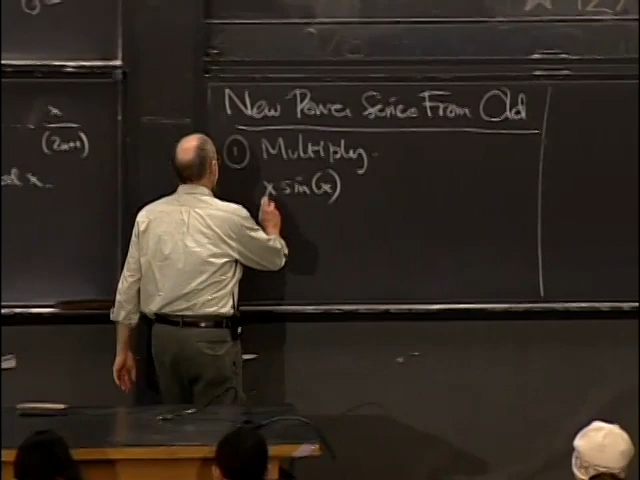 New Power Series From Old
① Multiply.
x sin(x)
x
(2n+1)
x.